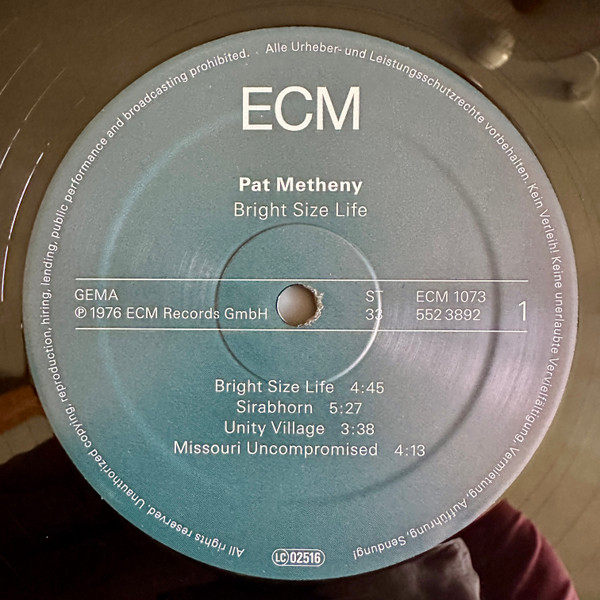 All rights reserved. Unauthorized copying, reproduction, hiring, lending, public performance and broadcasting prohibited. . Alle Urheber- und Leistungsschutzrechte vorbehalten. Kein Verleih! Keine unerlaubte Vervielfältigung, Vermietung, Aufführung, Sendung!
ECM
Pat Metheny
Bright Size Life
GEMA ST ECM 1073
℗ 1976 ECM Records GmbH 33 552 3892 1
Bright Size Life 4:45
Sirabhorn 5:27
Unity Village 3:38
Missouri Uncompromised 4:13
LC 02516